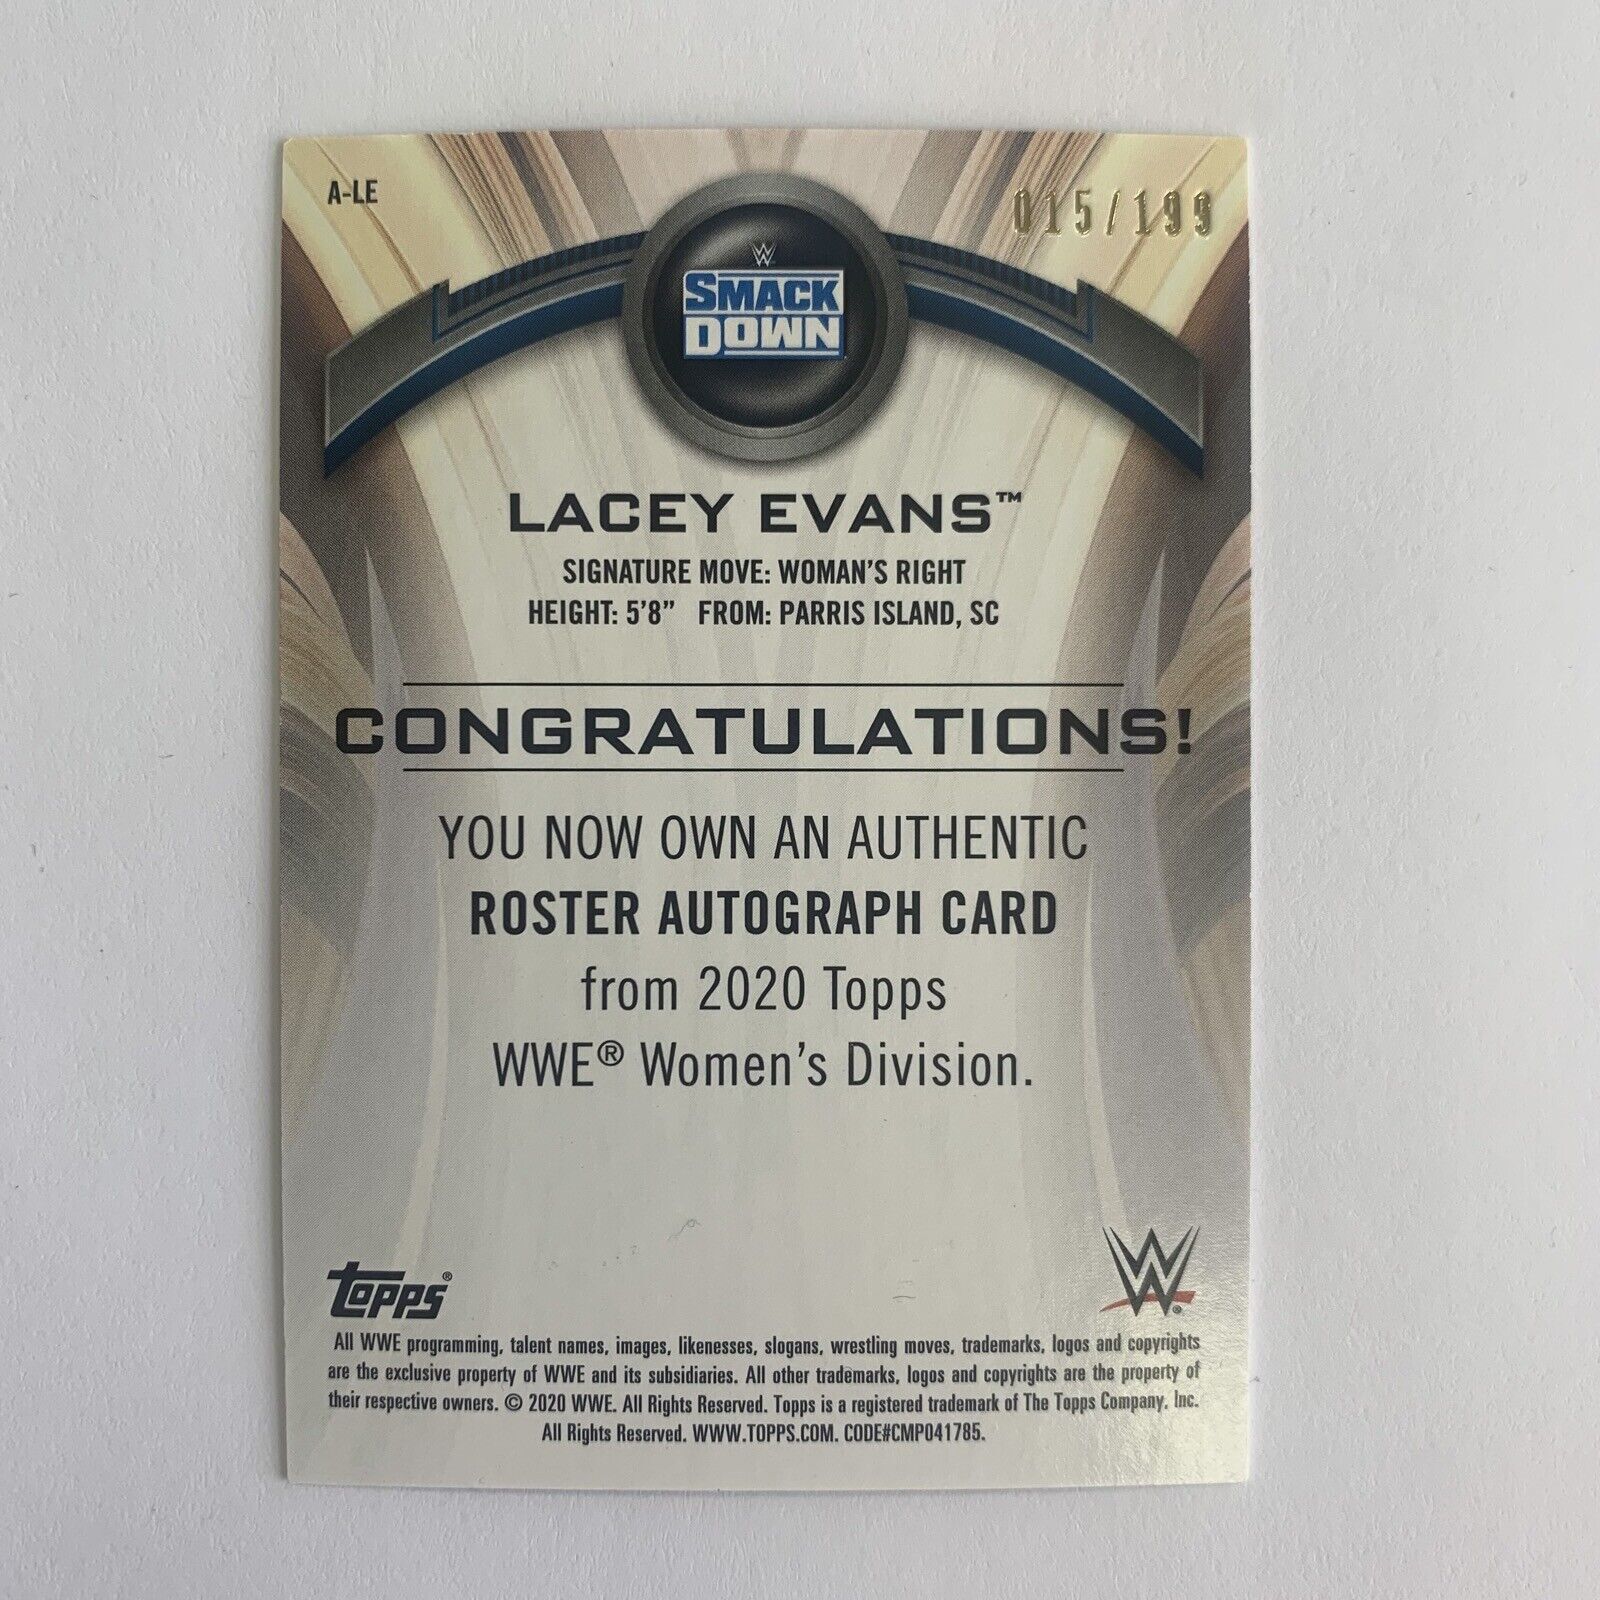 A-LE
015/199
W
SMACK
DOWN
LACEY EVANS™
SIGNATURE MOVE: WOMAN'S RIGHT
HEIGHT: 5'8" FROM: PARRIS ISLAND, SC
CONGRATULATIONS!
YOU NOW OWN AN AUTHENTIC
ROSTER AUTOGRAPH CARD
from 2020 Topps
WWE® Women's Division.
Topps®
W®
All WWE programming, talent names, images, likenesses, slogans, wrestling moves, trademarks, logos and copyrights
are the exclusive property of WWE and its subsidiaries. All other trademarks, logos and copyrights are the property of
their respective owners. © 2020 WWE. All Rights Reserved. Topps is a registered trademark of The Topps Company, Inc.
All Rights Reserved. WWW.TOPPS.COM. CODE#CMP041785.